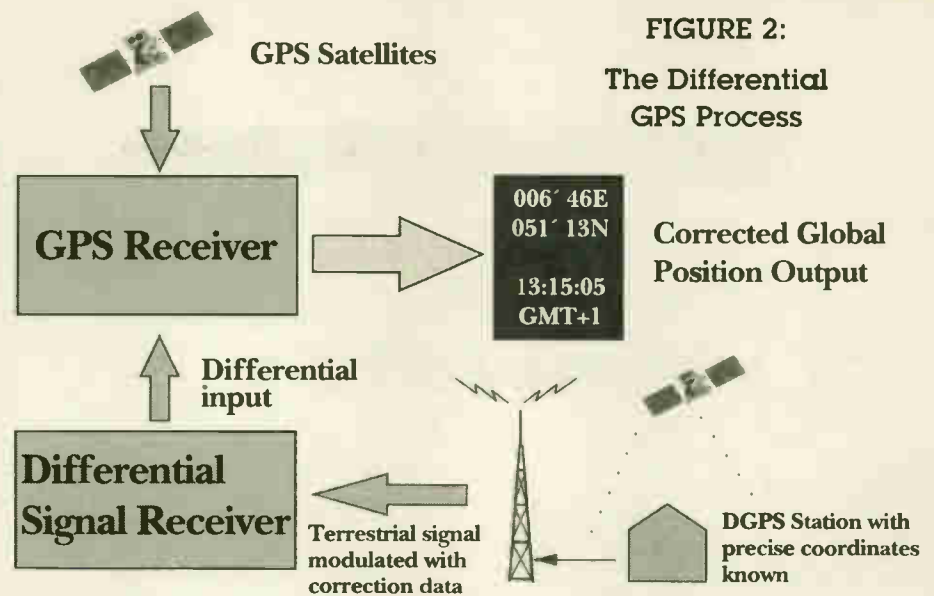 FIGURE 2:
The Differential
GPS Process
GPS Satellites
GPS Receiver
006´ 46E
051´ 13N
13:15:05
GMT+1
Corrected Global
Position Output
Differential
input
Differential
Signal Receiver
Terrestrial signal
modulated with
correction data
DGPS Station with
precise coordinates
known